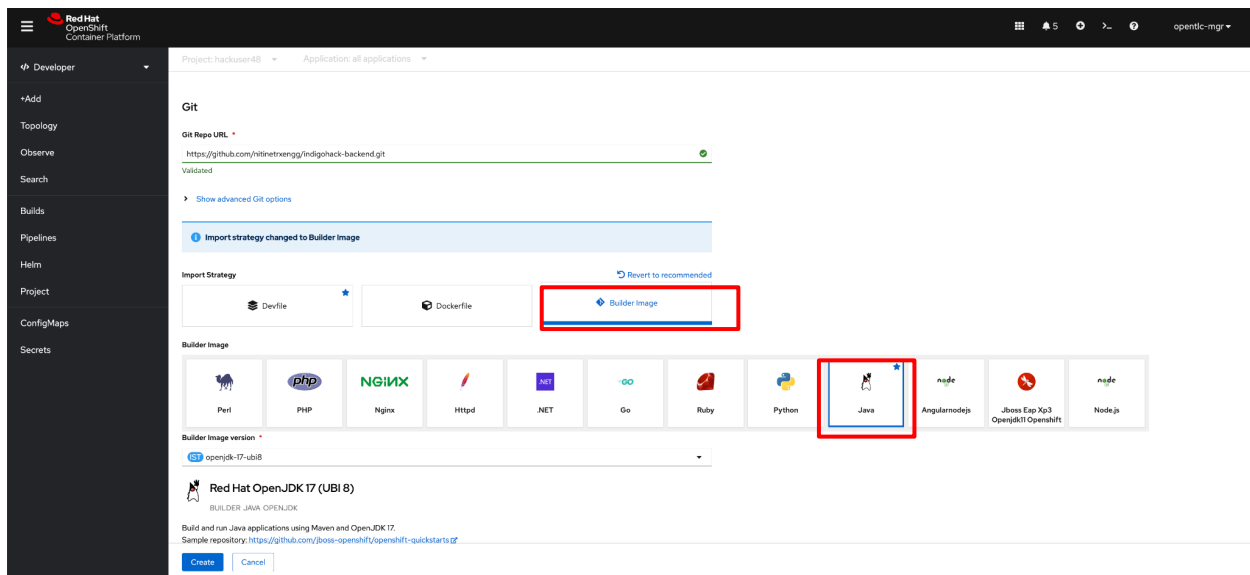 Red Hat
OpenShift
Container Platform
5
opentlc-mgr
Developer
Project: hackuser48
Application: all applications
+Add
Topology
Observe
Search
Builds
Pipelines
Helm
Project
ConfigMaps
Secrets
Git
Git Repo URL *
https://github.com/nitinetrxengg/indigohack-backend.git
Validated
Show advanced Git options
Import strategy changed to Builder Image
Import Strategy
Revert to recommended
Devfile
Dockerfile
Builder Image
Builder Image
php
NGINX
.NET
GO
node
node
Perl
PHP
Nginx
Httpd
.NET
Go
Ruby
Python
Java
Angularnodejs
Jboss Eap Xp3
Openjdk11 Openshift
Node.js
Builder Image version *
IST openjdk-17-ubi8
Red Hat OpenJDK 17 (UBI 8)
BUILDER JAVA OPENJDK
Build and run Java applications using Maven and OpenJDK 17.
Sample repository: https://github.com/jboss-openshift/openshift-quickstarts
Create
Cancel